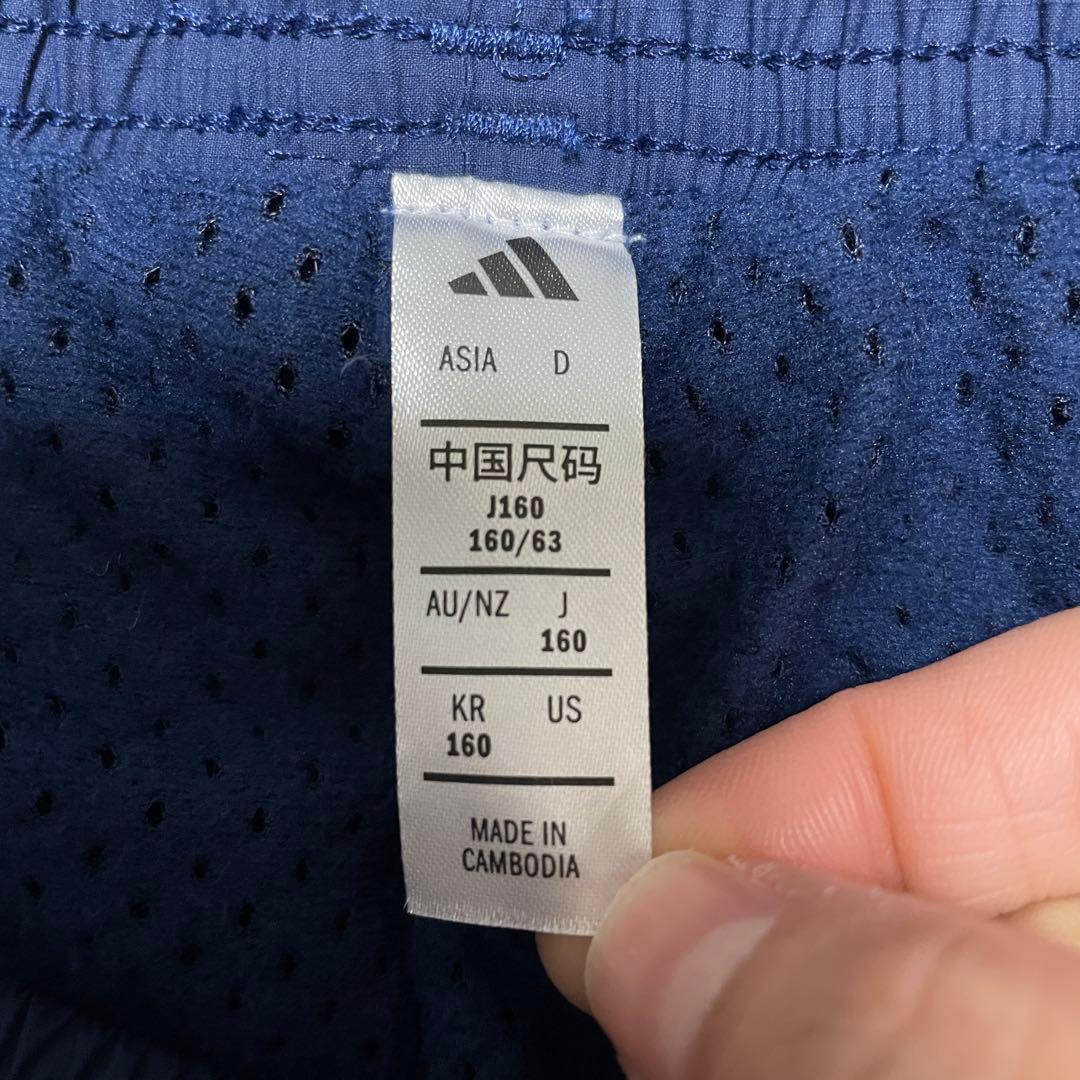 ASIA D
中国尺码
J160
160/63
AU/NZ J
160
KR US
160
MADE IN
CAMBODIA